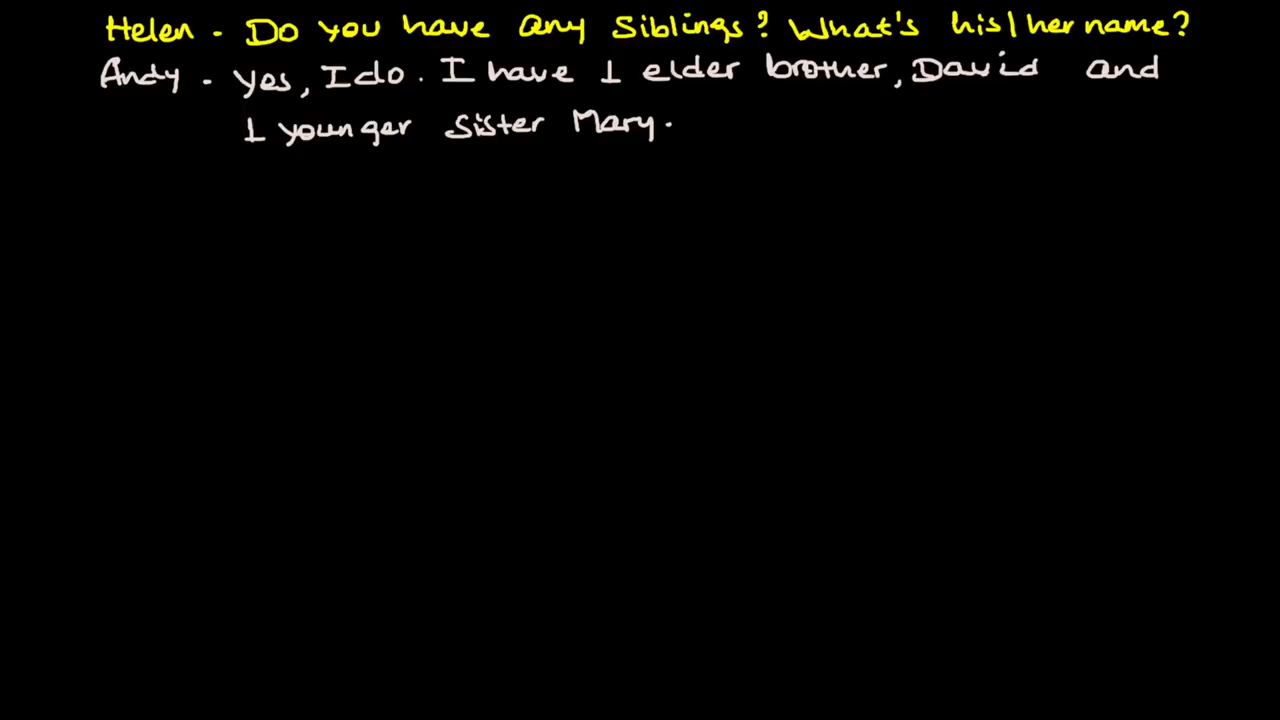 Helen - Do you have any Siblings? What's his/her name?
Andy - yes, I do. I have 1 elder brother, David and
1 younger Sister Mary.